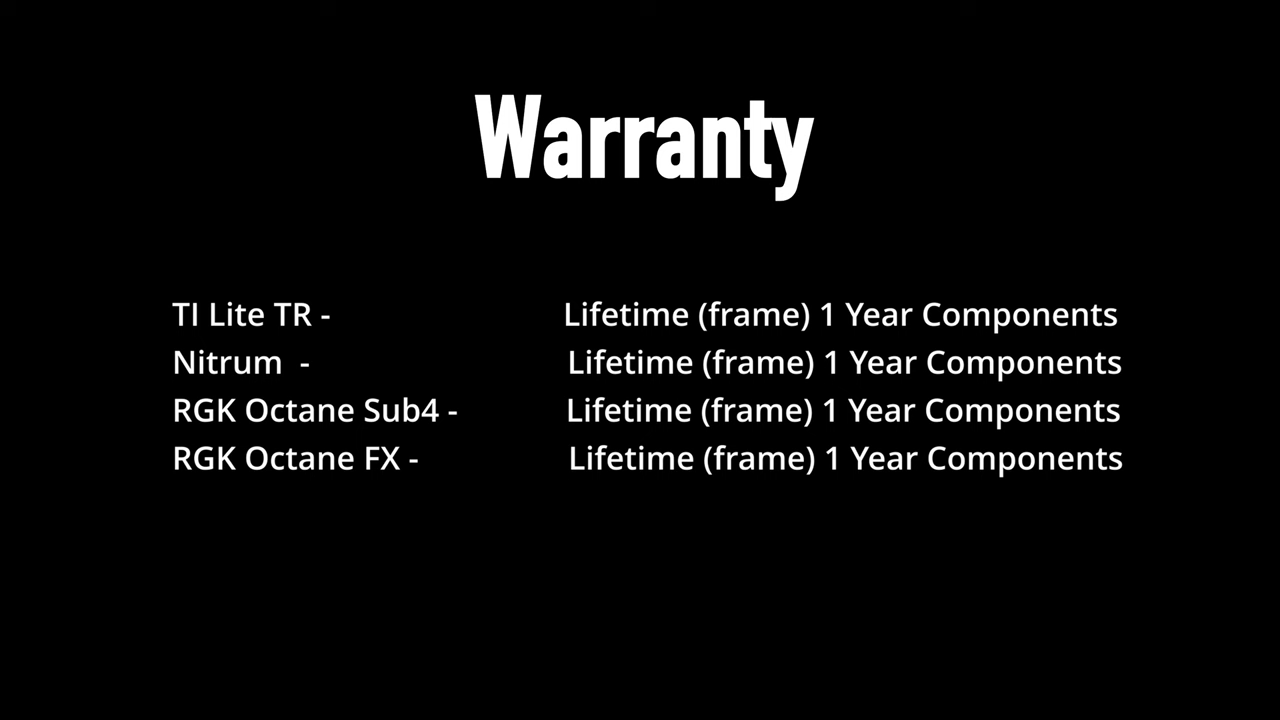 Warranty
TI Lite TR - Lifetime (frame) 1 Year Components
Nitrum - Lifetime (frame) 1 Year Components
RGK Octane Sub4 - Lifetime (frame) 1 Year Components
RGK Octane FX - Lifetime (frame) 1 Year Components